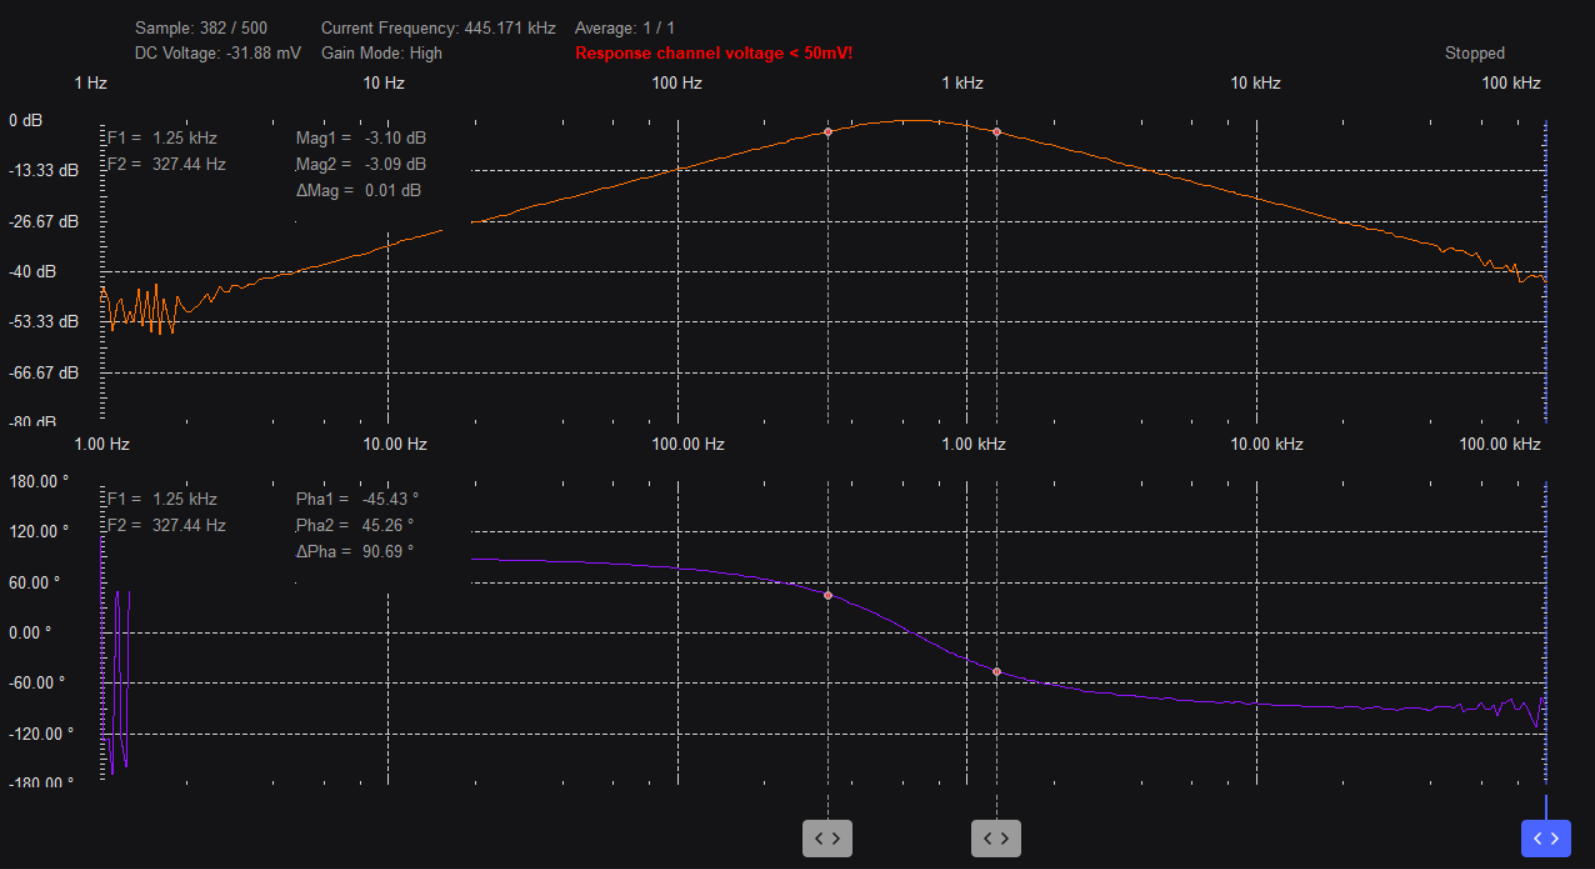 Sample: 382 / 500 Current Frequency: 445.171 kHz Average: 1 / 1
DC Voltage: -31.88 mV Gain Mode: High Response channel voltage < 50mV! Stopped
1 Hz 10 Hz 100 Hz 1 kHz 10 kHz 100 kHz
0 dB
F1 = 1.25 kHz Mag1 = -3.10 dB
F2 = 327.44 Hz Mag2 = -3.09 dB
-13.33 dB
ΔMag = 0.01 dB
-26.67 dB
-40 dB
-53.33 dB
-66.67 dB
-80 dB
1.00 Hz 10.00 Hz 100.00 Hz 1.00 kHz 10.00 kHz 100.00 kHz
180.00 °
F1 = 1.25 kHz Pha1 = -45.43 °
F2 = 327.44 Hz Pha2 = 45.26 °
120.00 °
ΔPha = 90.69 °
60.00 °
0.00 °
-60.00 °
-120.00 °
-180.00 °